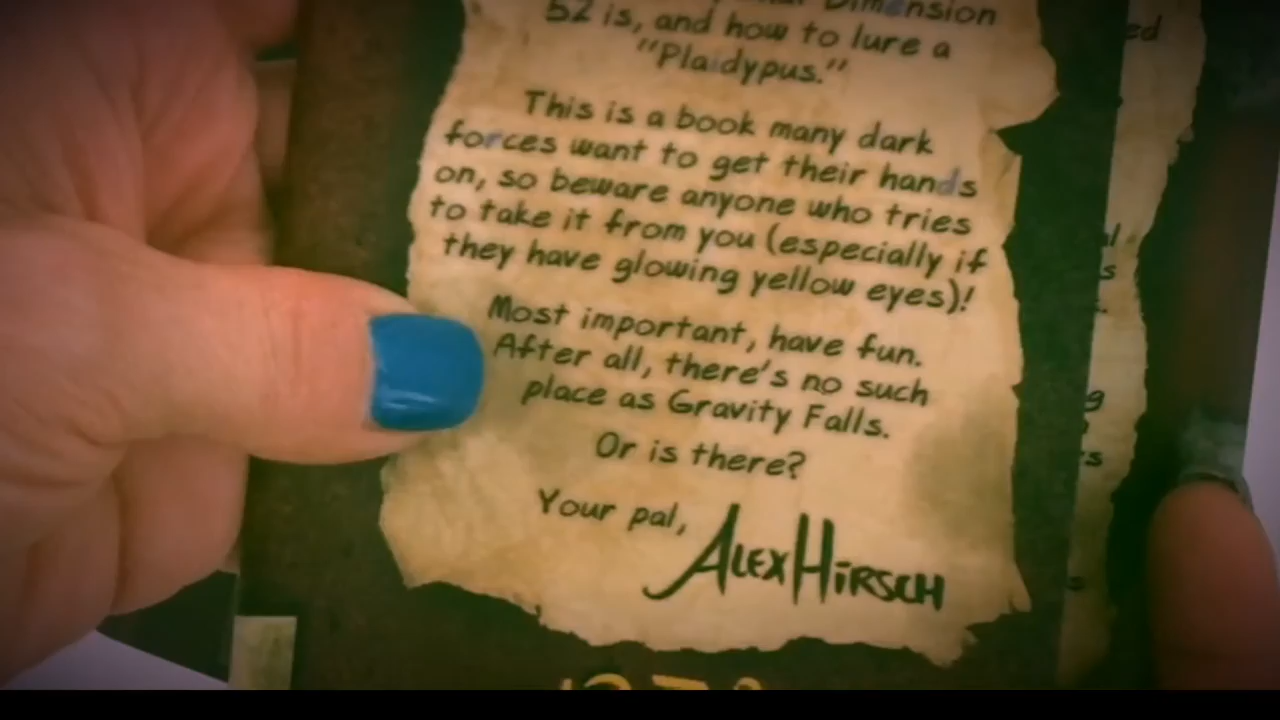 Dimension
52 is, and how to lure a
"Plaidypus."
This is a book many dark
forces want to get their hands
on, so beware anyone who tries
to take it from you (especially if
they have glowing yellow eyes)!
Most important, have fun.
After all, there's no such
place as Gravity Falls.
Or is there?
Your pal,
ALEX HIRSCH